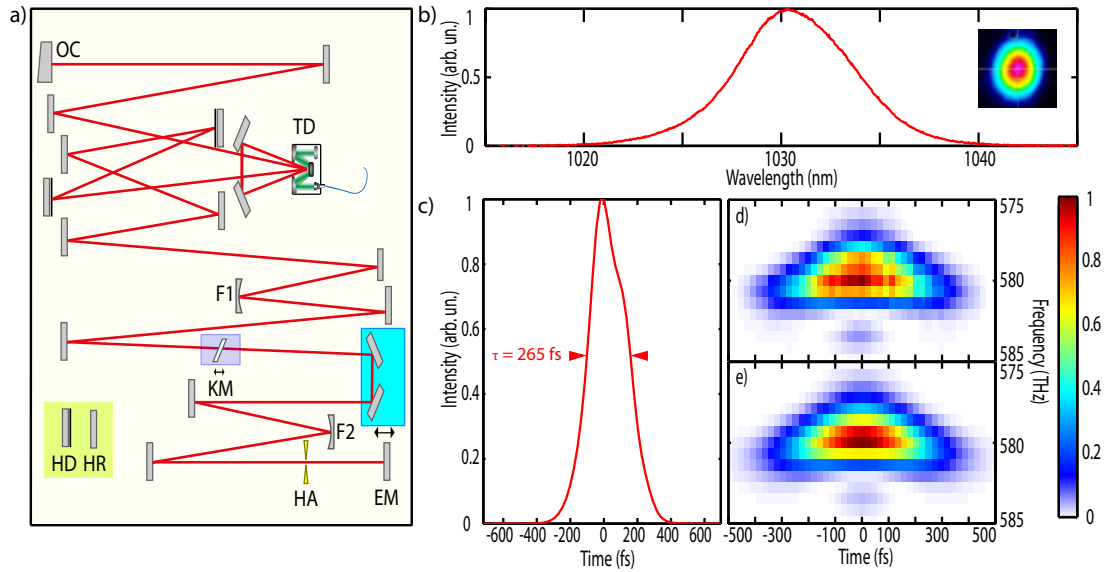 a)
OC
TD
F1
KM
F2
HD HR
HA
EM
b)
Intensity (arb. un.)
1
0.5
0
1020 1030 1040
Wavelength (nm)
c)
Intensity (arb. un.)
1
0.8
0.6
0.4
0.2
0
τ = 265 fs
-600 -400 -200 0 200 400 600
Time (fs)
d)
575
580
585
e)
575
580
585
Frequency (THz)
-500 -300 -100 0 100 300 500
Time (fs)
1
0.8
0.6
0.4
0.2
0